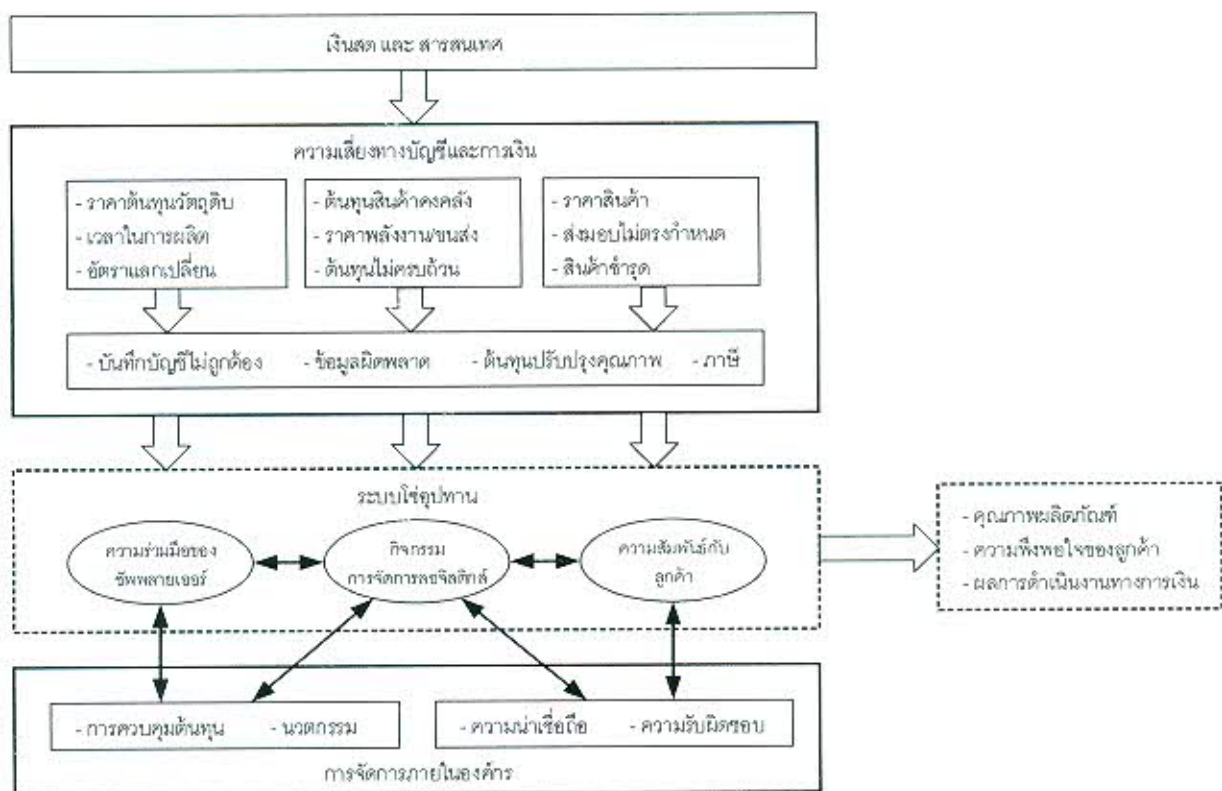 เงินสด และ สารสนเทศ
ความเสี่ยงทางบัญชีและการเงิน
- ราคาต้นทุนวัตถุดิบ
- เวลาในการผลิต
- อัตราแลกเปลี่ยน
- ต้นทุนสินค้าคงคลัง
- ราคาพลังงาน/ขนส่ง
- ต้นทุนไม่ครบถ้วน
- ราคาสินค้า
- ส่งมอบไม่ตรงกำหนด
- สินค้าชำรุด
- บันทึกบัญชีไม่ถูกต้อง - ข้อมูลผิดพลาด - ต้นทุนปรับปรุงคุณภาพ - ภาษี
ระบบโซ่อุปทาน
ความร่วมมือของ
ซัพพลายเออร์
กิจกรรม
การจัดการลอจิสติกส์
ความสัมพันธ์กับ
ลูกค้า
- คุณภาพผลิตภัณฑ์
- ความพึงพอใจของลูกค้า
- ผลการดำเนินงานทางการเงิน
- การควบคุมต้นทุน - นวตกรรม
- ความน่าเชื่อถือ - ความรับผิดชอบ
การจัดการภายในองค์กร